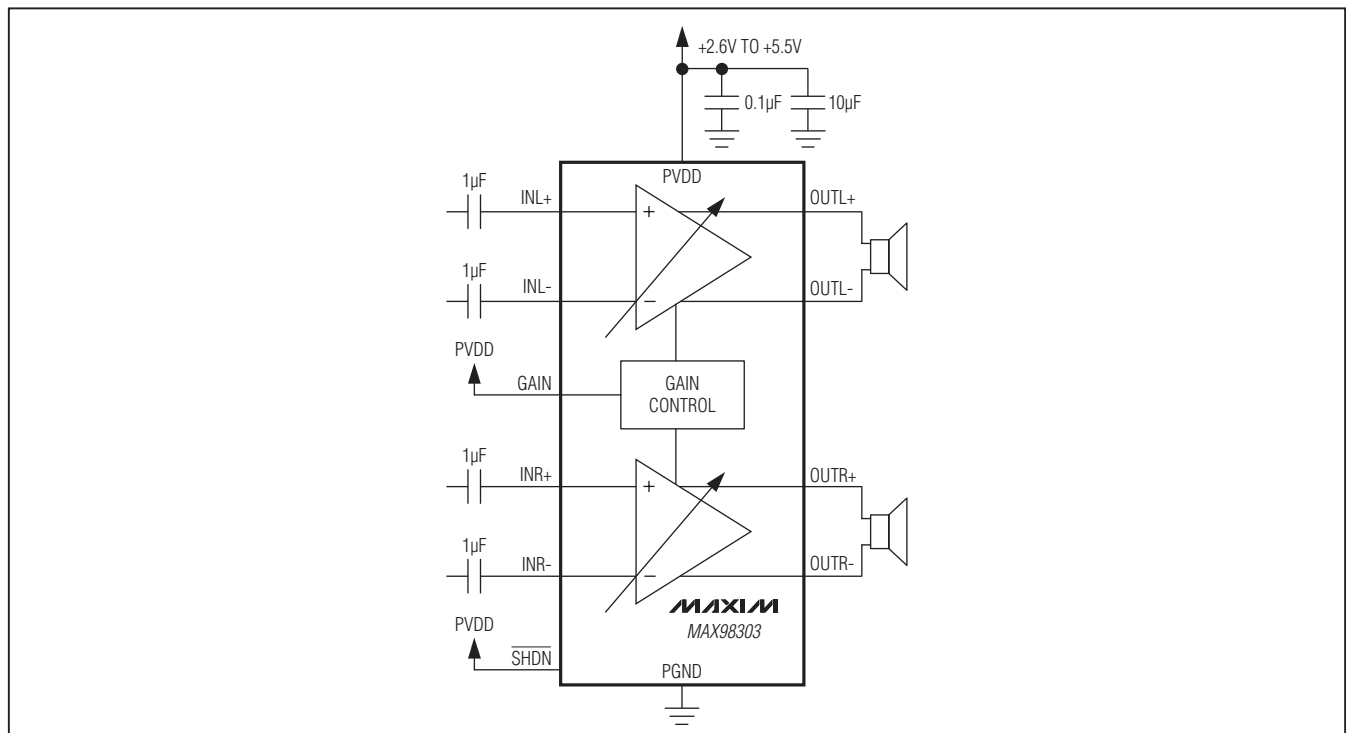 +2.6V TO +5.5V
0.1µF
10µF
PVDD
1µF
INL+
+
OUTL+
1µF
INL-
−
OUTL-
PVDD
GAIN
GAIN
CONTROL
1µF
INR+
+
OUTR+
1µF
INR-
−
OUTR-
MAXIM
MAX98303
PVDD
SHDN
PGND